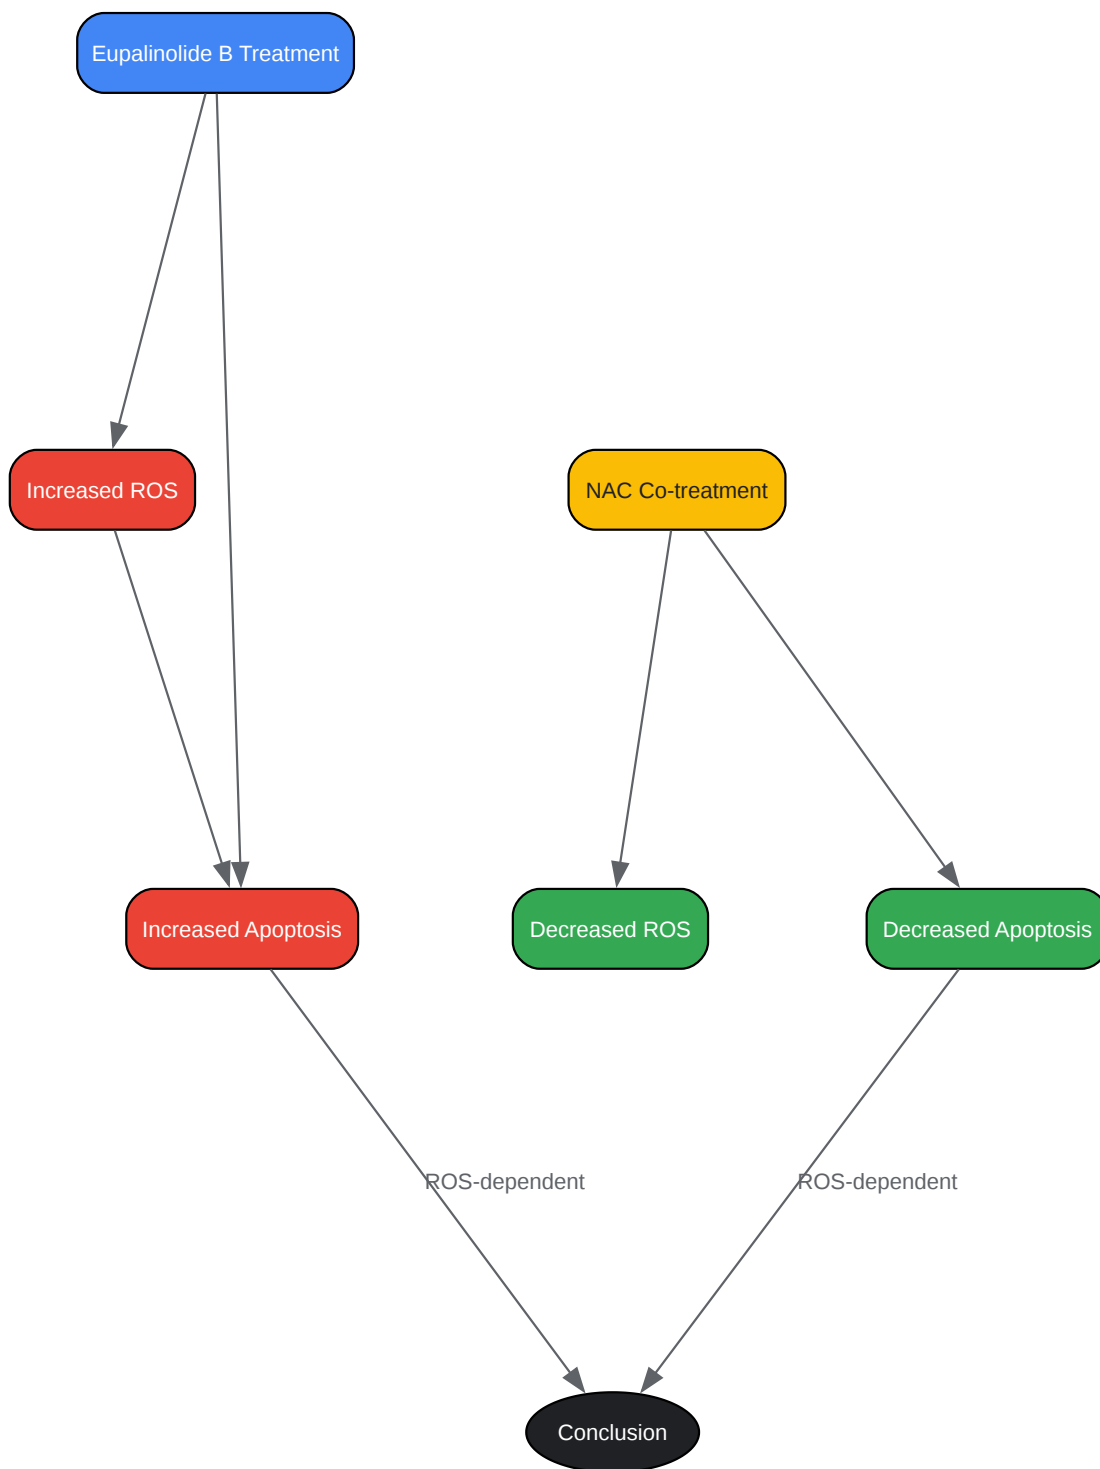 Eupalinolide B Treatment
Increased ROS
NAC Co-treatment
Increased Apoptosis
Decreased ROS
Decreased Apoptosis
ROS-dependent
ROS-dependent
Conclusion